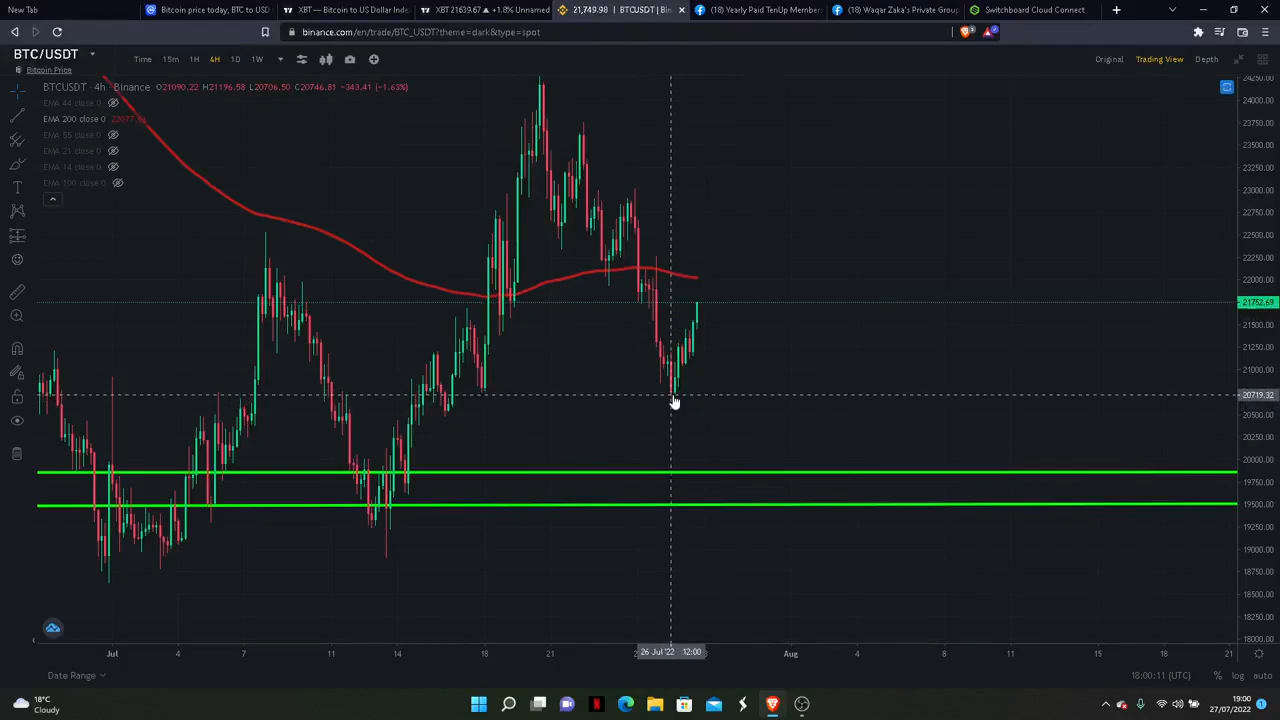 New Tab
Bitcoin price today, BTC to USD
XBT — Bitcoin to US Dollar Inde
XBT 21639.67 ▲ +1.8% Unnamed
21,749.98 | BTCUSDT | Bin
(18) Yearly Paid TenUp Members
(18) Waqar Zaka's Private Group
Switchboard Cloud Connect
binance.com/en/trade/BTC_USDT?theme=dark&type=spot
BTC/USDT
Bitcoin Price
Time 15m 1H 4H 1D 1W
Original Trading View Depth
BTCUSDT · 4h · Binance O21090.22 H21196.58 L20706.50 C20746.81 −343.41 (−1.63%)
EMA 44 close 0
EMA 200 close 0
EMA 55 close 0
EMA 21 close 0
EMA 14 close 0
EMA 100 close 0
24250.00
24000.00
23750.00
23500.00
23250.00
23000.00
22750.00
22500.00
22250.00
22000.00
21752.69
21500.00
21250.00
21000.00
20719.32
20500.00
20250.00
20000.00
19750.00
19500.00
19250.00
19000.00
18750.00
18500.00
18250.00
18000.00
Jul 4 7 11 14 18 21 26 Jul '22 12:00 Aug 4 8 11 15 18 21
Date Range
18:00:11 (UTC) % log auto
18°C
Cloudy
19:00
27/07/2022